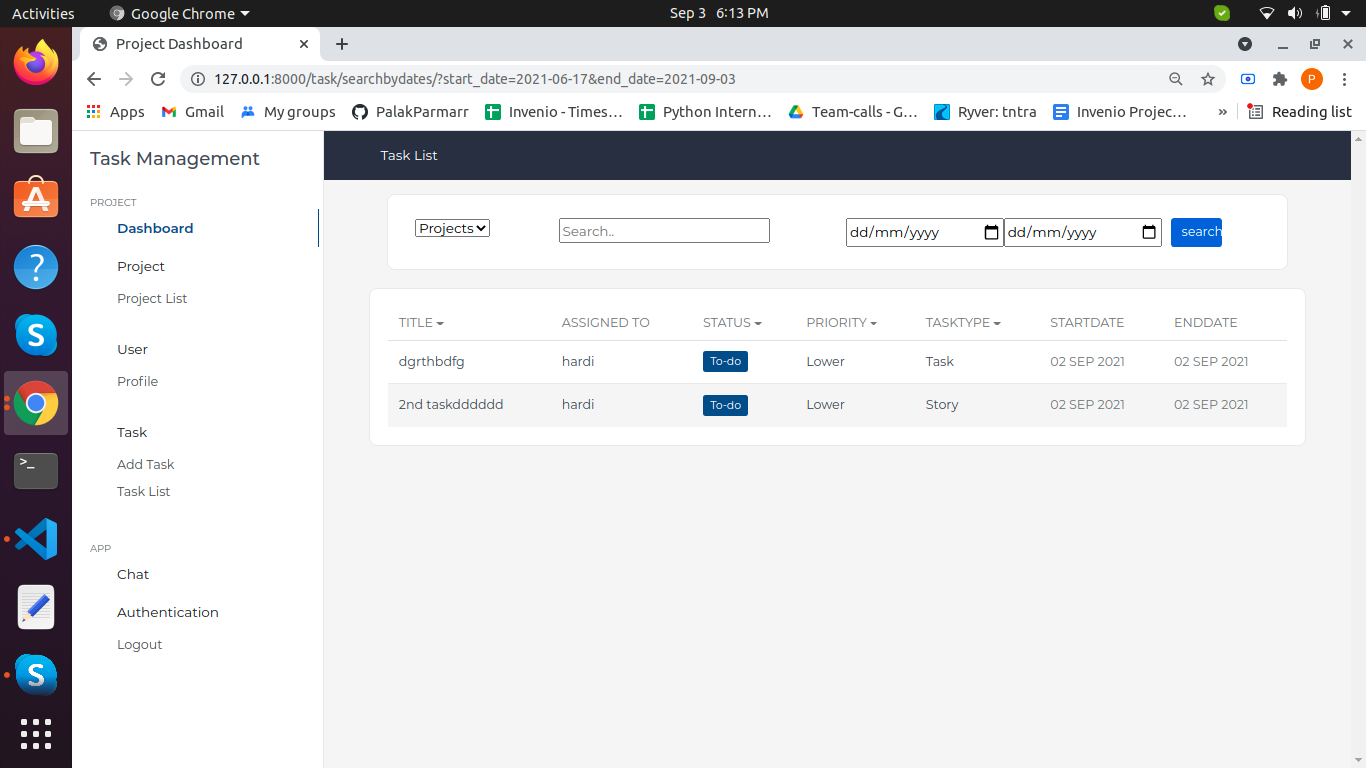 Activities Google Chrome Sep 3 6:13 PM
Project Dashboard
127.0.0.1:8000/task/searchbydates/?start_date=2021-06-17&end_date=2021-09-03 P
Apps Gmail My groups PalakParmarr Invenio - Times... Python Intern... Team-calls - G... Ryver: tntra Invenio Projec... » Reading list
Task Management
PROJECT
Dashboard
Project
Project List
User
Profile
Task
Add Task
Task List
APP
Chat
Authentication
Logout
Task List
Projects Search.. dd/mm/yyyy dd/mm/yyyy search
TITLE ASSIGNED TO STATUS PRIORITY TASKTYPE STARTDATE ENDDATE
dgrthbdfg hardi To-do Lower Task 02 SEP 2021 02 SEP 2021
2nd taskdddddd hardi To-do Lower Story 02 SEP 2021 02 SEP 2021